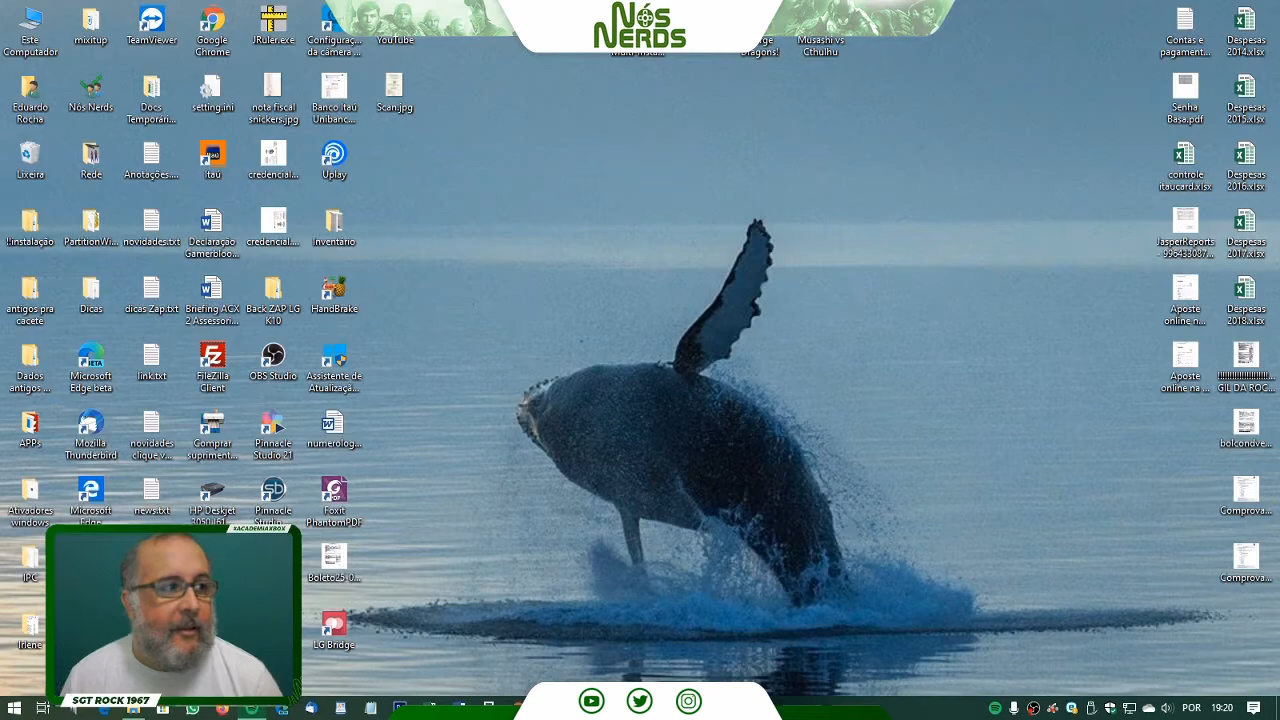 Nós
NERDS
Este
Computador
mixitup
TeamViewer
Google
Chrome
JRuler.exe
Configuraç...
da câmera ...
YouTube
Dragons!
Musashi vs
Cthulhu
pagament...
Despesas
2014.xlsx
Eduardo
Rocha
Nós Nerds
Docs
Temporári...
setting.ini
nota fiscal
snickers.jpg
Banco Itaú
Unibanc...
Scan.jpg
Senha
Basa.pdf
Despesas
2015.xlsx
Lixeira
Rede
Anotações....
Itaú
credencial...
Uplay
controle
itaucard.xlsx
Despesas
2016.xlsx
!Instalação
PartitionWi...
novidades.txt
Declaração
Gamerbloo...
credencial....
Inventário
JasperReports
Despesas
2017.xlsx
antigos pra
cacete
Dicas
dicas Zap.txt
Briefing ACX
2 Assesson...
Back ZAP LG
K10
HandBrake
Aposte
online n...
Despesas
2018.xlsx
Dados
antigos ...
Microsoft
Edge beta
link.txt
FileZilla
Client
OBS Studio
Assistente de
Atualizaçã...
Aposte
online na ...
GIL DA ROC...
APPs
Mozilla
Thunderbird
novidades
clique v...
Comprar
supriment...
Pinnacle
Studio 21
numerolog...
bolcondve...
Ativadores
windows
Microsoft
Edge
news.txt
HP Deskjet
Pinnacle
Studio
Foxit
PhantomPDF
Comprova...
#ACADEMIAXBOX
IPC
Boleto25-0...
Comprova...
Irlene
LG Bridge
SGT ROCK 1967
POR
19:20